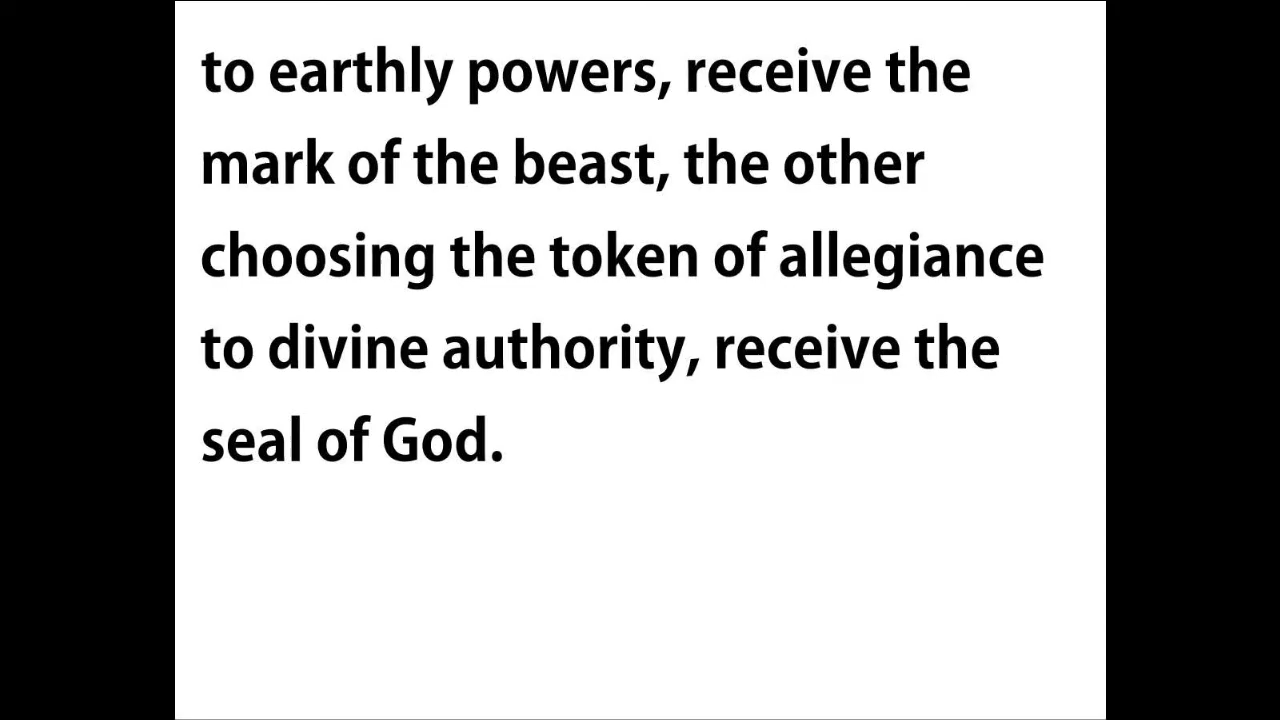 to earthly powers, receive the
mark of the beast, the other
choosing the token of allegiance
to divine authority, receive the
seal of God.